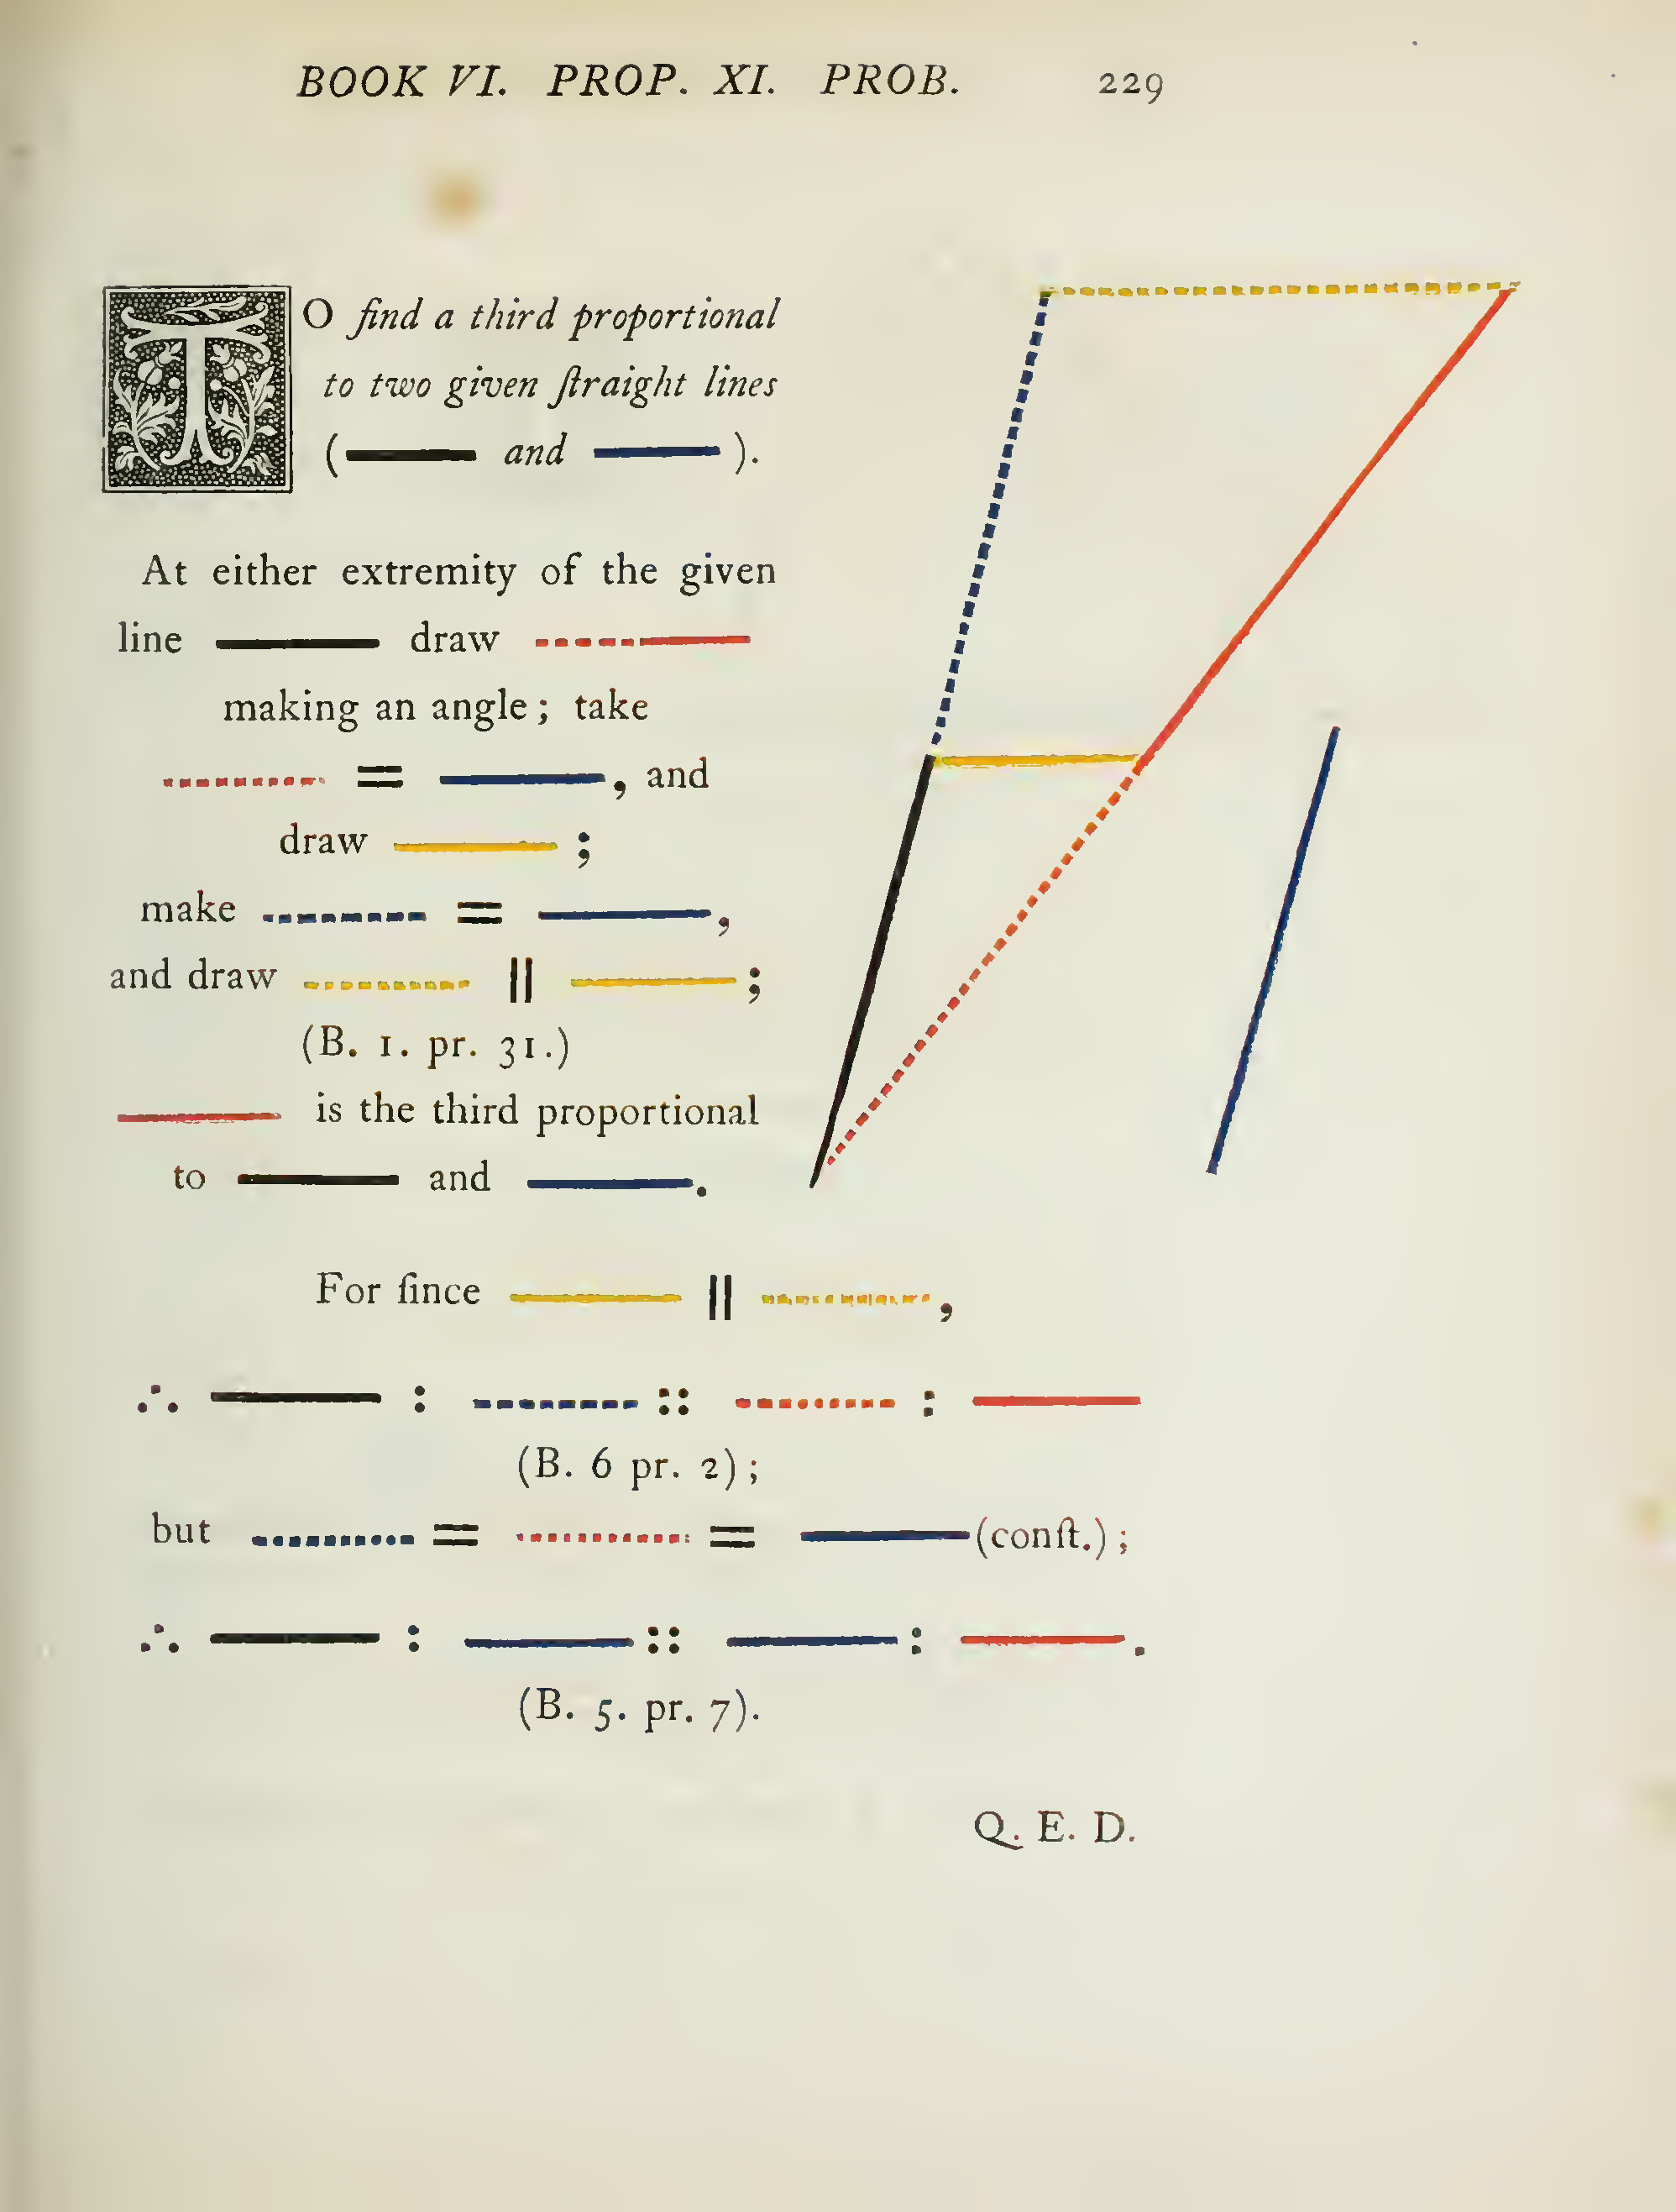 BOOK VI. PROP. XI. PROB. 229
TO find a third proportional
to two given ſtraight lines
( and ).
At either extremity of the given
line draw
making an angle; take
= , and
draw ;
make = ,
and draw || ;
(B. 1. pr. 31.)
is the third proportional
to and .
For ſince || ,
∴ : :: :
(B. 6 pr. 2);
but = = (conſt.);
∴ : :: : .
(B. 5. pr. 7).
Q. E. D.